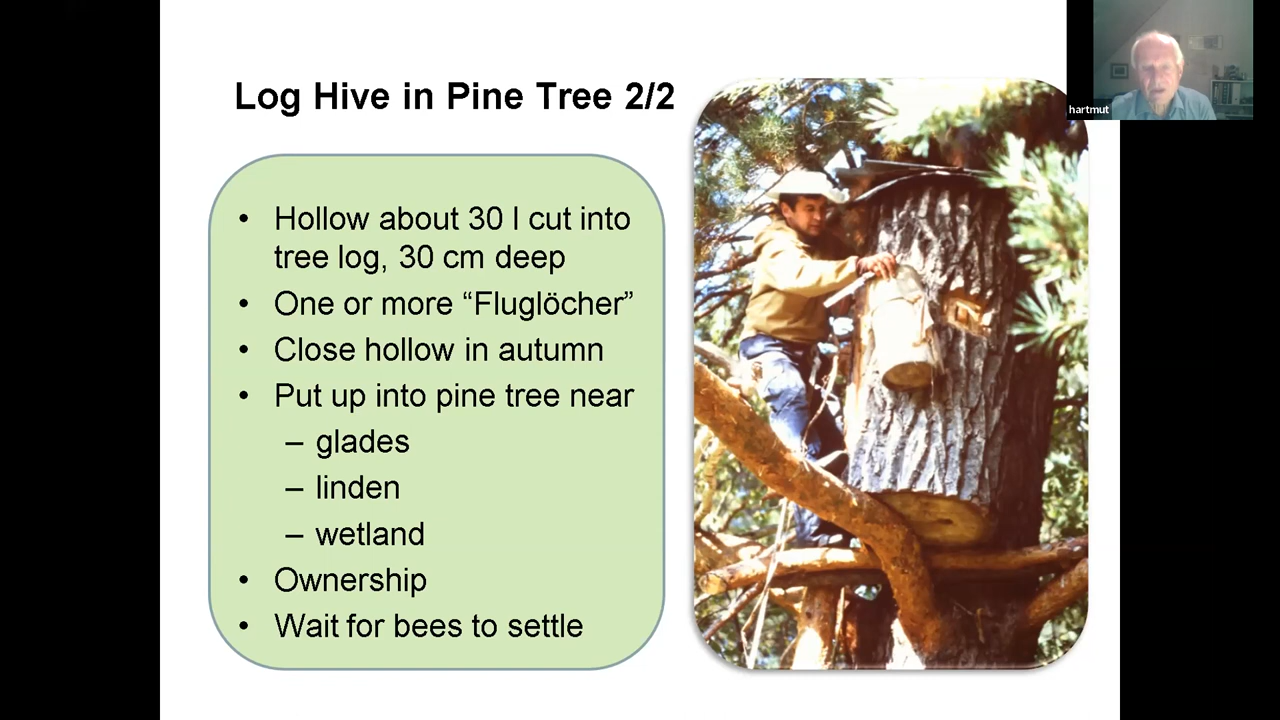 Log Hive in Pine Tree 2/2
hartmut
• Hollow about 30 l cut into
tree log, 30 cm deep
• One or more “Fluglöcher”
• Close hollow in autumn
• Put up into pine tree near
– glades
– linden
– wetland
• Ownership
• Wait for bees to settle